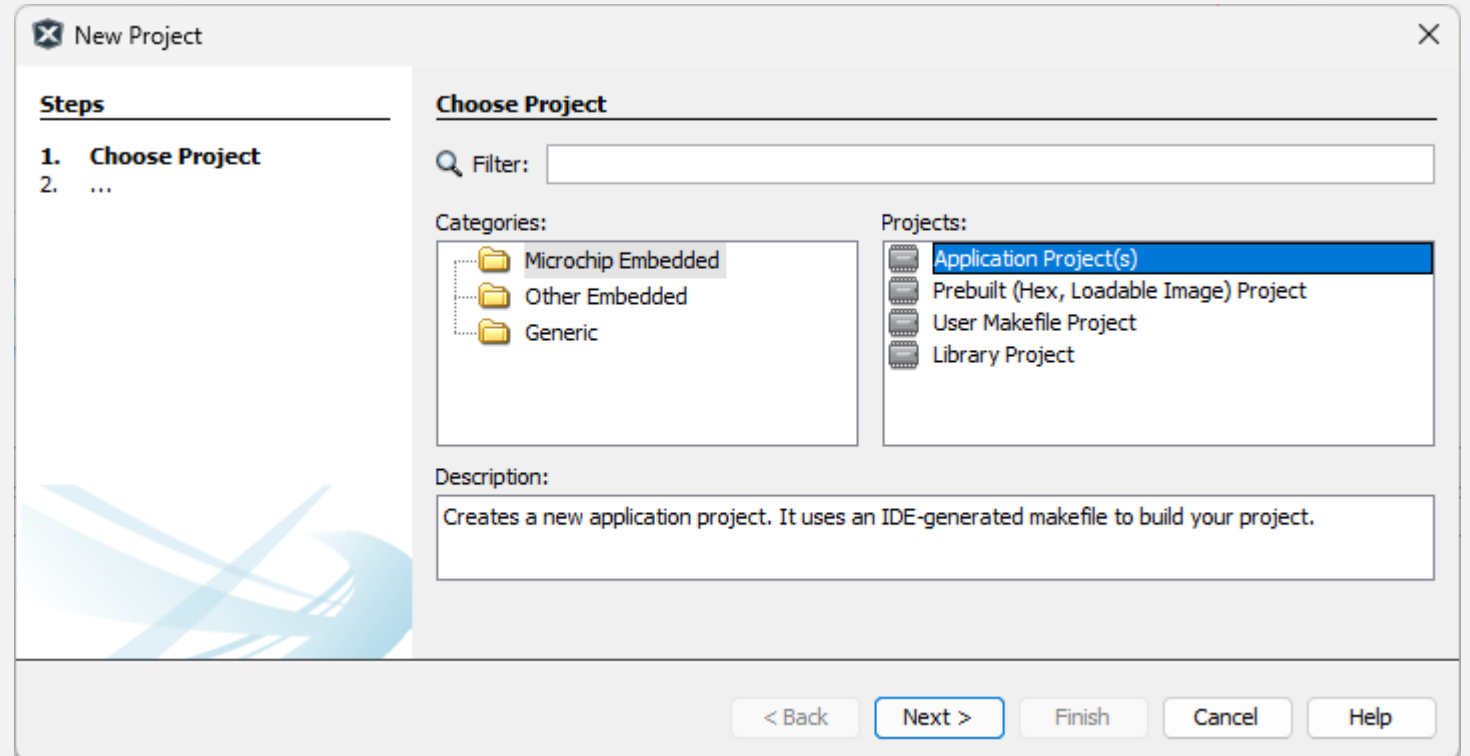 New Project
Steps
1. Choose Project
2. ...
Choose Project
Filter:
Categories:
Microchip Embedded
Other Embedded
Generic
Projects:
Application Project(s)
Prebuilt (Hex, Loadable Image) Project
User Makefile Project
Library Project
Description:
Creates a new application project. It uses an IDE-generated makefile to build your project.
< Back Next > Finish Cancel Help